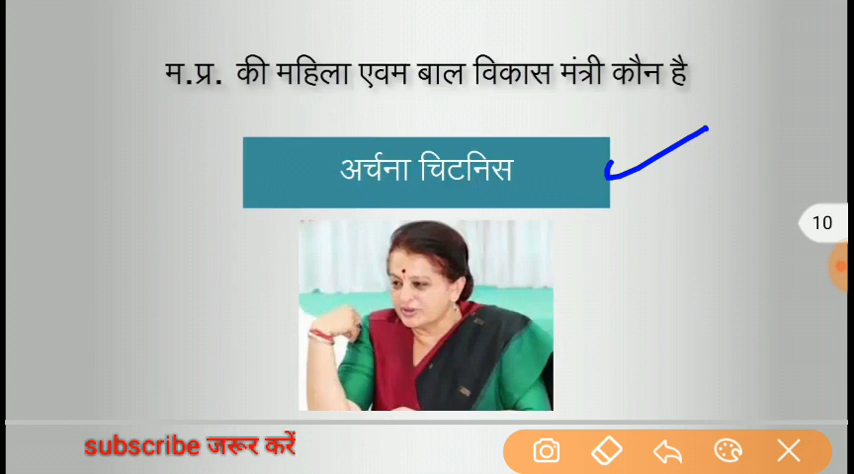 म.प्र. की महिला एवम बाल विकास मंत्री कौन है
अर्चना चिटनिस
10
subscribe जरूर करें